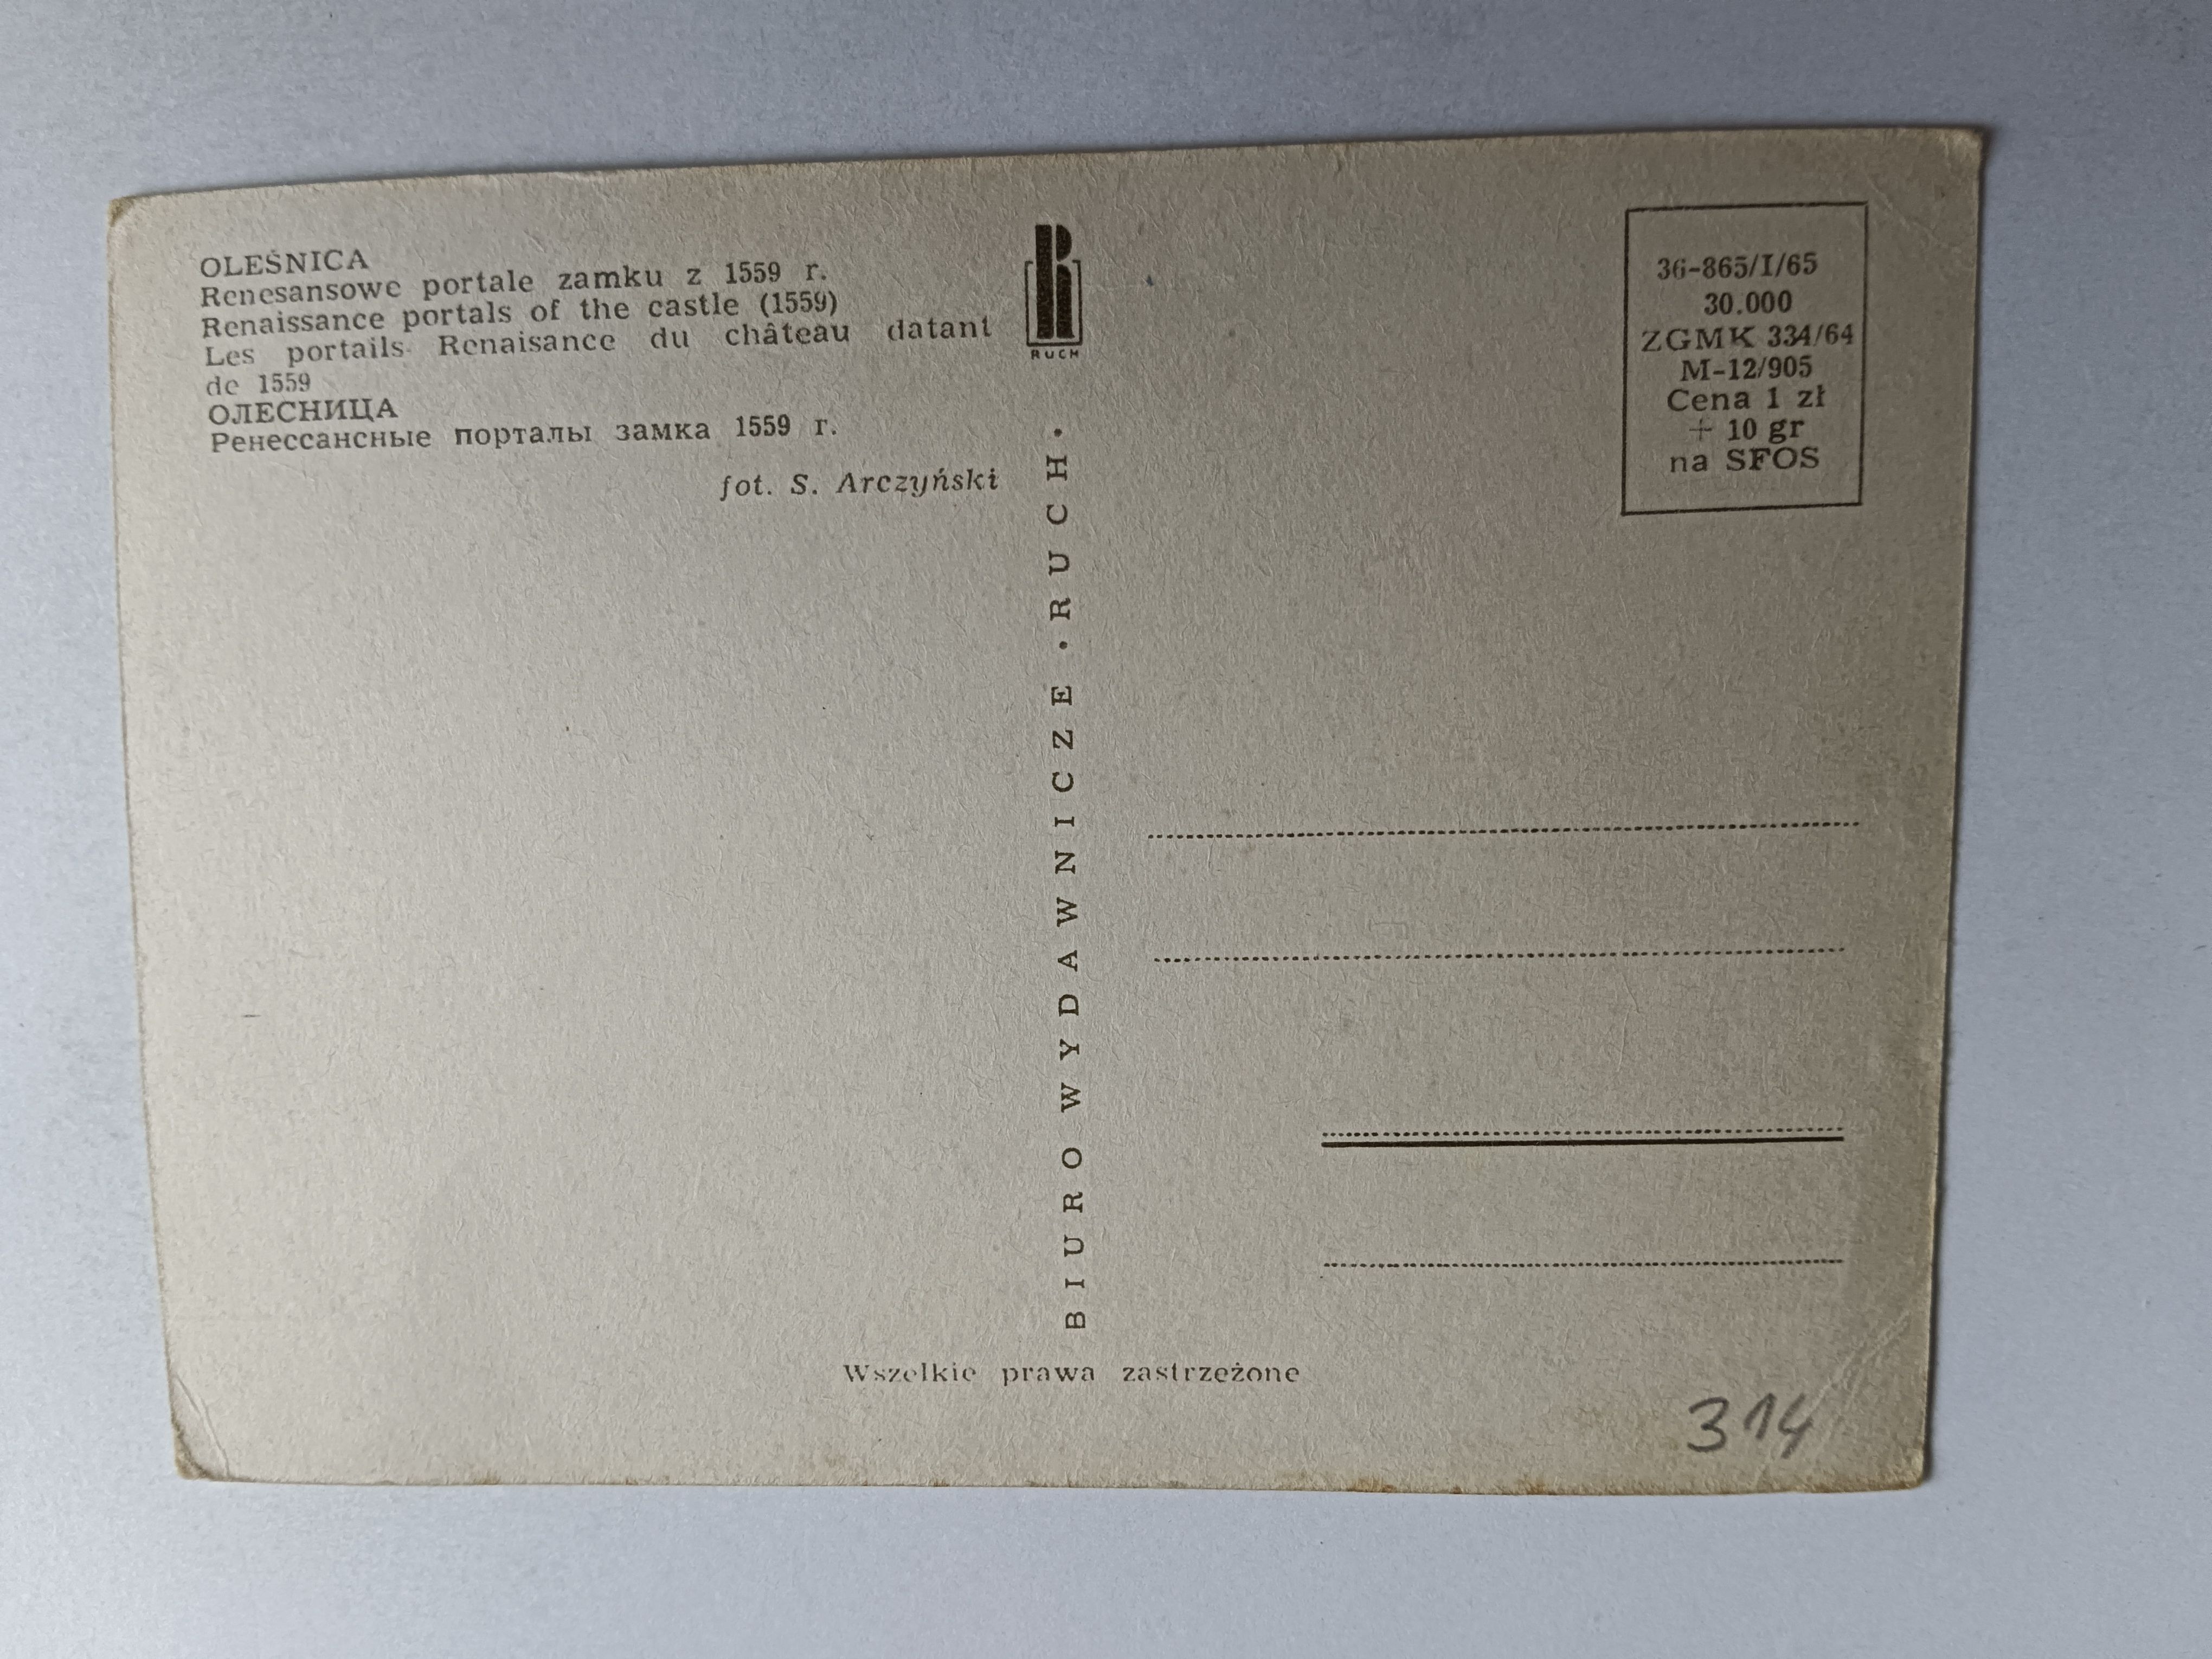 OLEŚNICA
Renesansowe portale zamku z 1559 r.
Renaissance portals of the castle (1559)
Les portails Renaisance du château datant
de 1559
ОЛЕСНИЦА
Ренессансные порталы замка 1559 г.
fot. S. Arczyński
RUCH
BIURO WYDAWNICZE • RUCH •
36-865/I/65
30.000
ZGMK 334/64
M-12/905
Cena 1 zł
+ 10 gr
na SFOS
Wszelkie prawa zastrzeżone
314